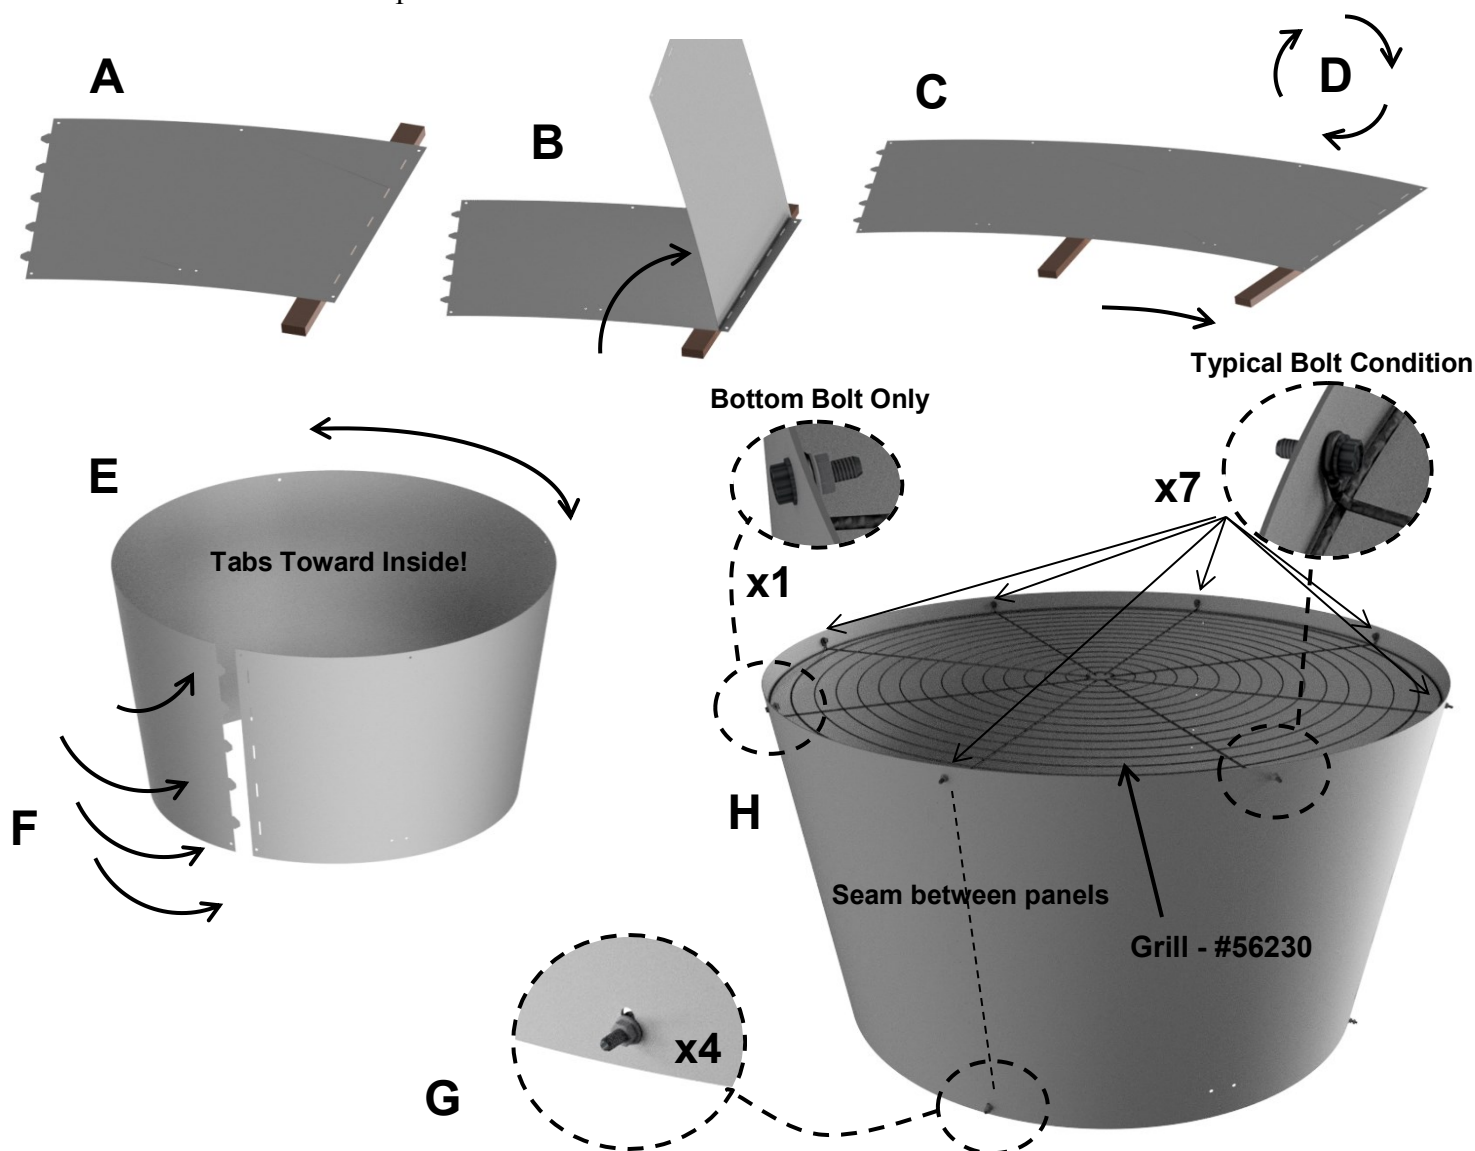 A
B
C
D
Typical Bolt Condition
Bottom Bolt Only
E
x7
Tabs Toward Inside!
x1
H
F
Seam between panels
Grill - #56230
x4
G